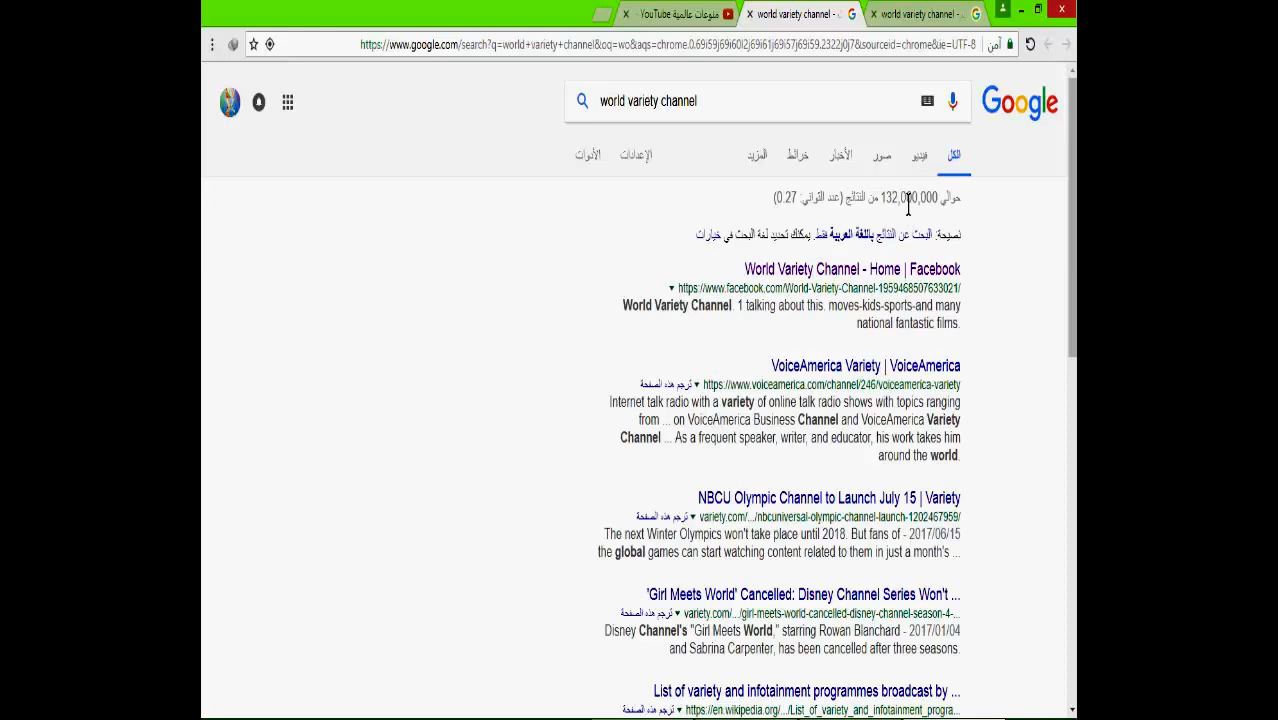 منوعات عالمية - YouTube
world variety channel -
world variety channel -
https://www.google.com/search?q=world+variety+channel&oq=wo&aqs=chrome.0.69i59j69i60l2j69i61j69i57j69i59.2322j0j7&sourceid=chrome&ie=UTF-8
آمن
world variety channel
Google
الكل
فيديو
صور
الأخبار
خرائط
المزيد
الإعدادات
الأدوات
حوالي 132,000,000 من النتائج (عدد الثواني: 0.27)
نصيحة: البحث عن النتائج باللغة العربية فقط. يمكنك تحديد لغة البحث في خيارات
World Variety Channel - Home | Facebook
https://www.facebook.com/World-Variety-Channel-1959468507633021/
World Variety Channel. 1 talking about this. moves-kids-sports-and many
national fantastic films.
VoiceAmerica Variety | VoiceAmerica
https://www.voiceamerica.com/channel/246/voiceamerica-variety
ترجم هذه الصفحة
Internet talk radio with a variety of online talk radio shows with topics ranging
from ... on VoiceAmerica Business Channel and VoiceAmerica Variety
Channel ... As a frequent speaker, writer, and educator, his work takes him
around the world.
NBCU Olympic Channel to Launch July 15 | Variety
variety.com/.../nbcuniversal-olympic-channel-launch-1202467959/
ترجم هذه الصفحة
The next Winter Olympics won't take place until 2018. But fans of - 2017/06/15
the global games can start watching content related to them in just a month's ...
'Girl Meets World' Cancelled: Disney Channel Series Won't ...
variety.com/.../girl-meets-world-cancelled-disney-channel-season-4-...
ترجم هذه الصفحة
Disney Channel's "Girl Meets World," starring Rowan Blanchard - 2017/01/04
and Sabrina Carpenter, has been cancelled after three seasons.
List of variety and infotainment programmes broadcast by ...
https://en.wikipedia.org/.../List_of_variety_and_infotainment_progra...
ترجم هذه الصفحة